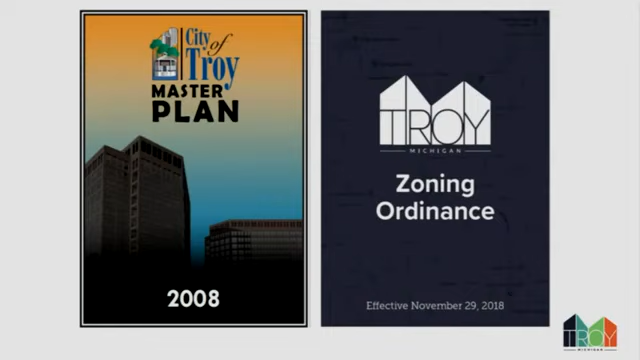 City of
Troy
MASTER
PLAN
2008
TROY
MICHIGAN
Zoning
Ordinance
Effective November 29, 2018
TROY
MICHIGAN